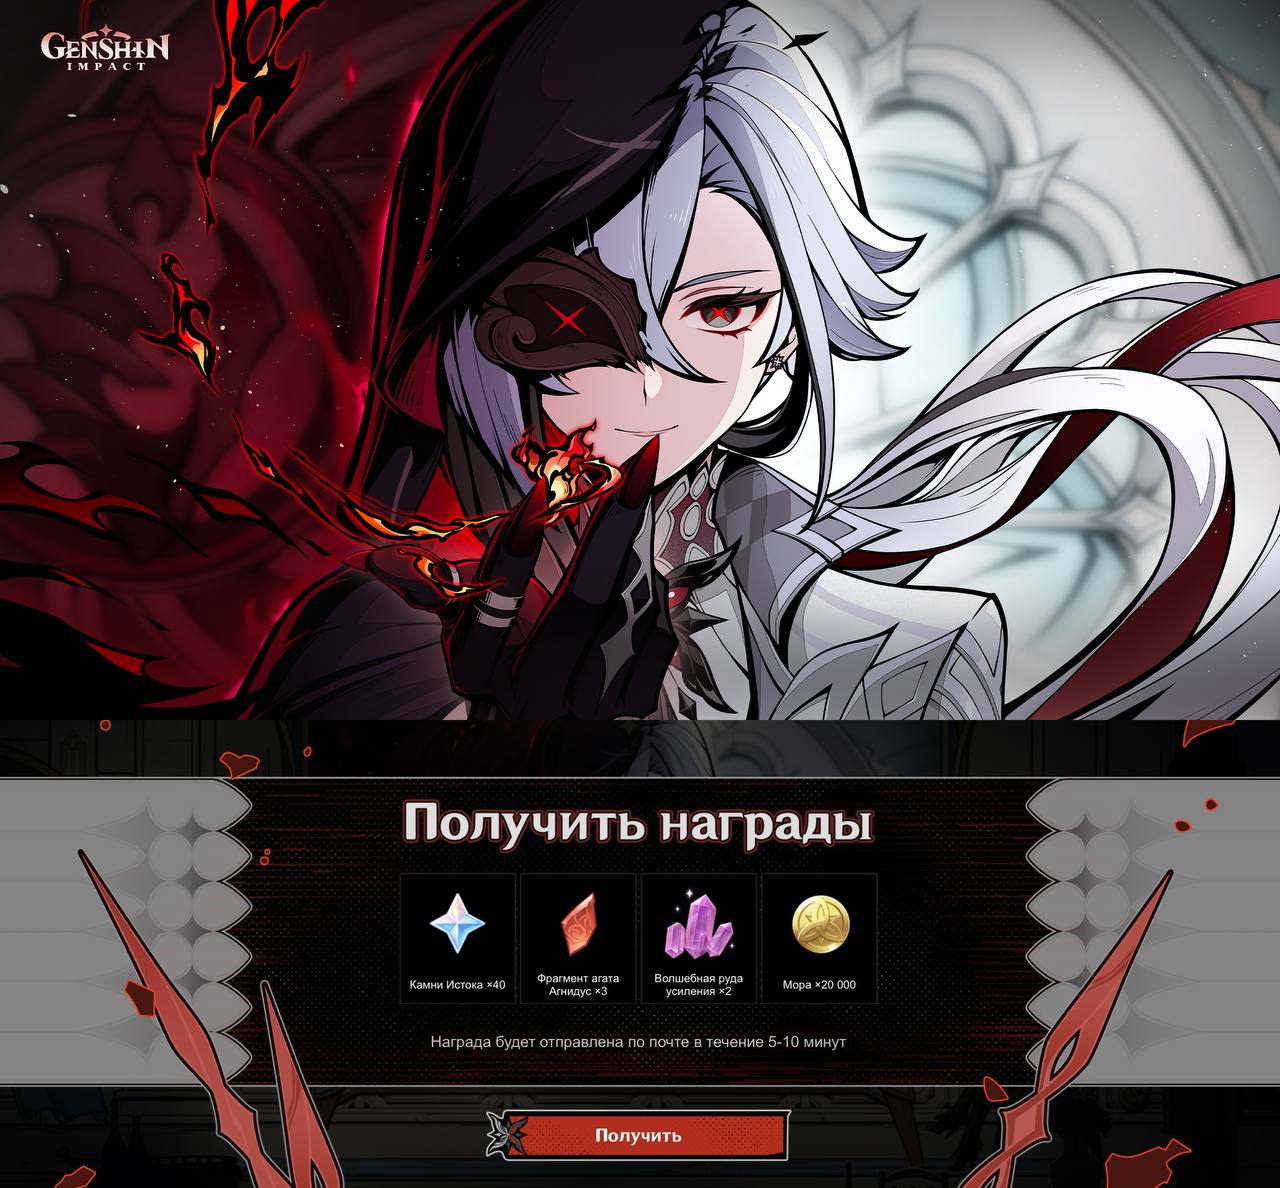 GENSHIN
IMPACT
Получить награды
Камни Истока ×40
Фрагмент агата
Агнидус ×3
Волшебная руда
усиления ×2
Мора ×20 000
Награда будет отправлена по почте в течение 5-10 минут
Получить